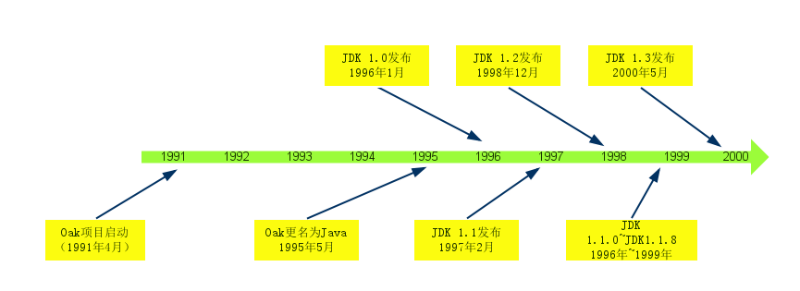 JDK 1.0发布
1996年1月
JDK 1.2发布
1998年12月
JDK 1.3发布
2000年5月
1991 1992 1993 1994 1995 1996 1997 1998 1999 2000
Oak项目启动
（1991年4月）
Oak更名为Java
1995年5月
JDK 1.1发布
1997年2月
JDK
1.1.0~JDK1.1.8
1996年~1999年